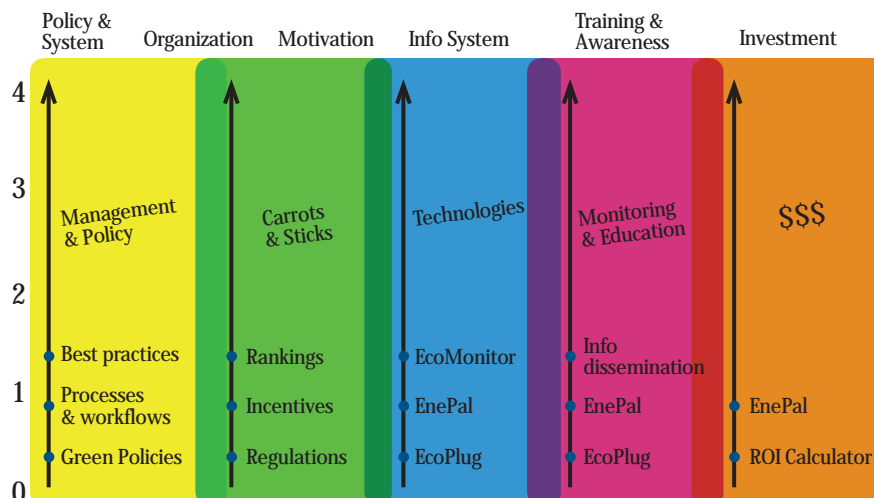 Policy &
System
Organization
Motivation
Info System
Training &
Awareness
Investment
4
3
2
1
0
Management
& Policy
Best practices
Processes
& workflows
Green Policies
Carrots
& Sticks
Rankings
Incentives
Regulations
Technologies
EcoMonitor
EnePal
EcoPlug
Monitoring
& Education
Info
dissemination
EnePal
EcoPlug
$$$
EnePal
ROI Calculator